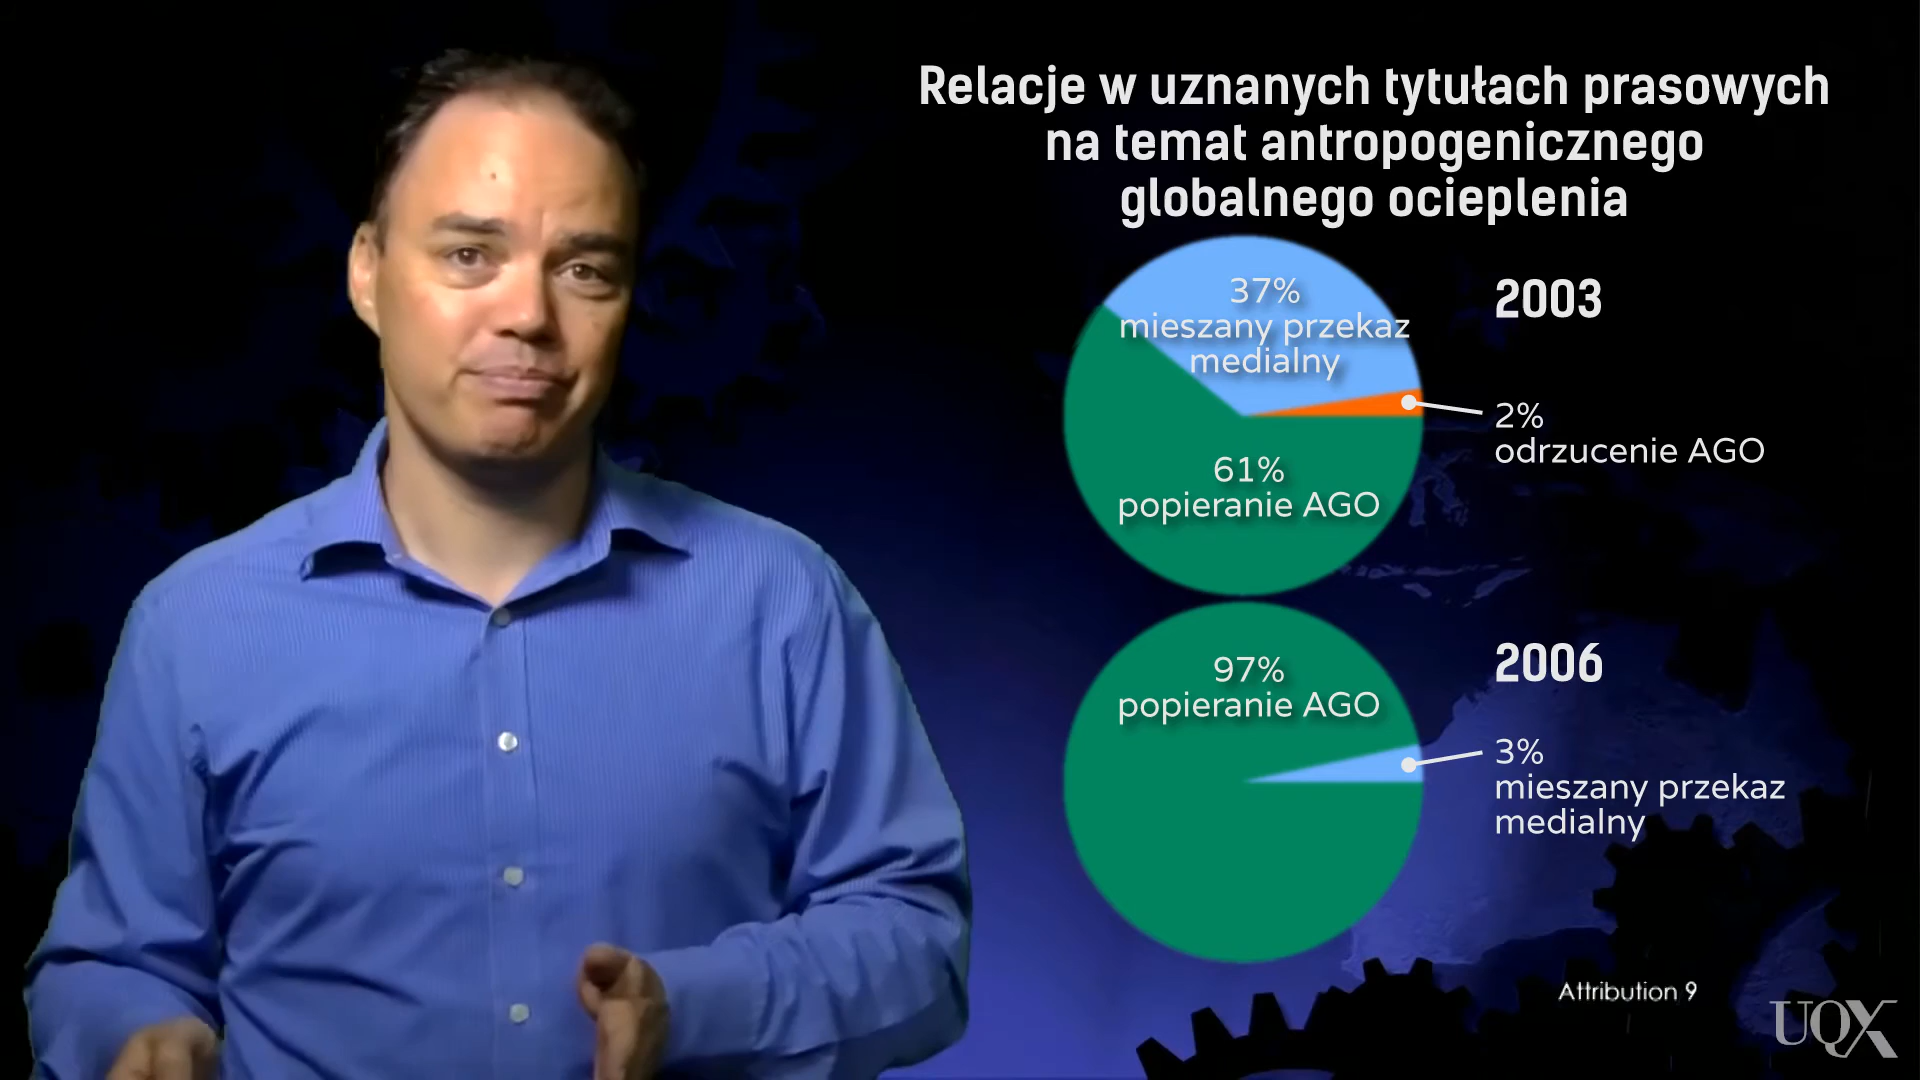 Relacje w uznanych tytułach prasowych
na temat antropogenicznego
globalnego ocieplenia
37%
mieszany przekaz
medialny
2003
2%
odrzucenie AGO
61%
popieranie AGO
97%
popieranie AGO
2006
3%
mieszany przekaz
medialny
Attribution 9
UQX